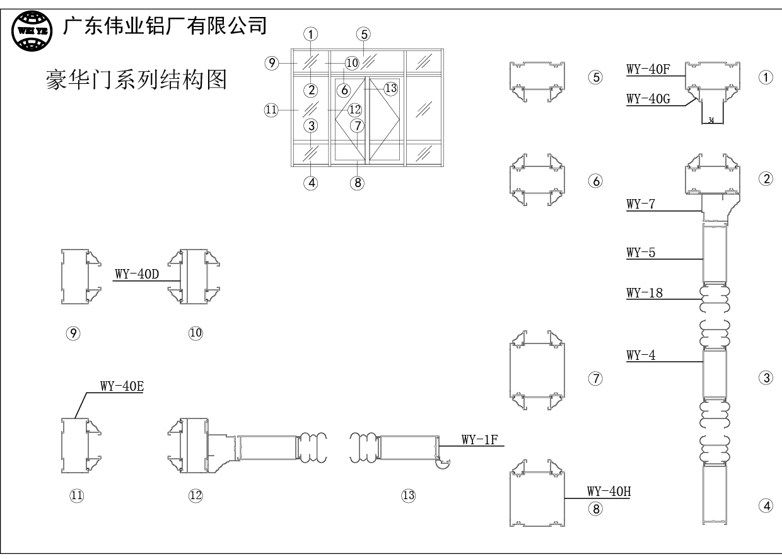 WEI YE
广东伟业铝厂有限公司
豪华门系列结构图
① ⑤
⑨ ⑩
② ⑥ ⑬
⑪ ⑫
③ ⑦
④ ⑧
⑤ WY-40F ①
WY-40G
34
⑥ ②
WY-7
WY-5
WY-40D
WY-18
⑨ ⑩
WY-4
⑦ ③
WY-40E
WY-1F
⑪ ⑫ ⑬
WY-40H
⑧ ④